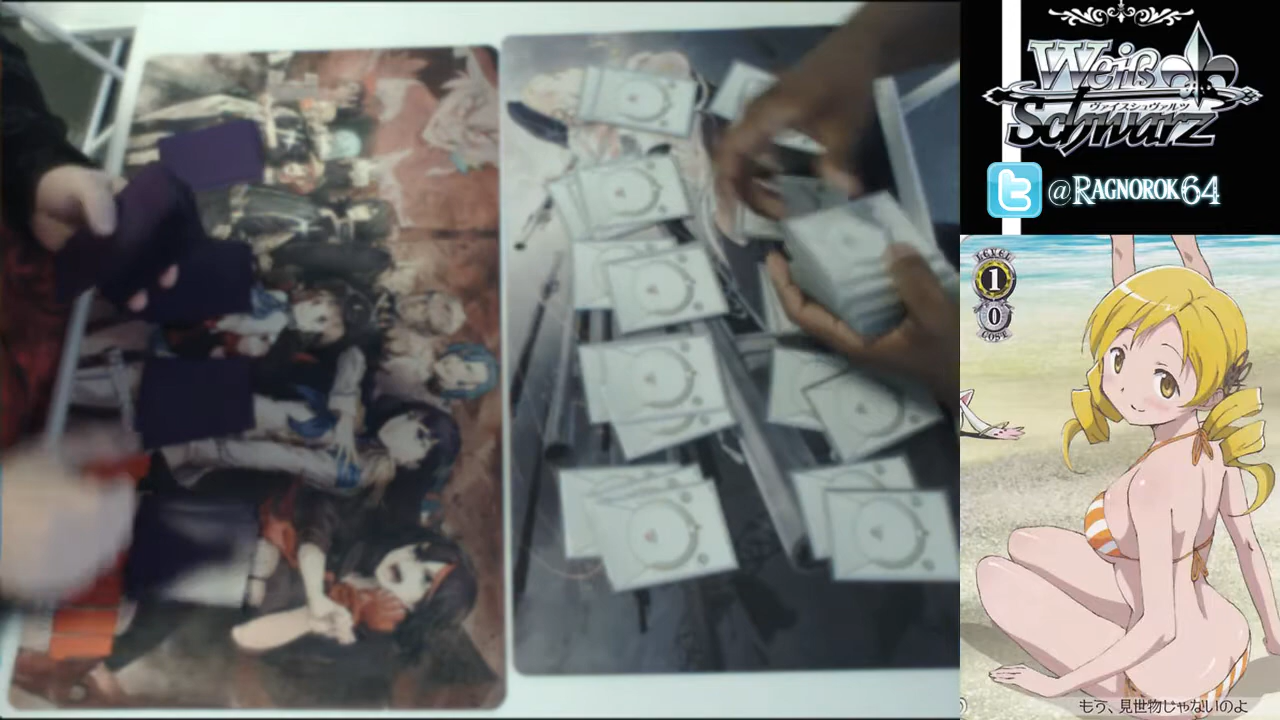 Weiß
ヴァイスシュヴァルツ
Schwarz
@Ragnorok64
LEVEL
1
0
COST
もう、見世物じゃないのよ